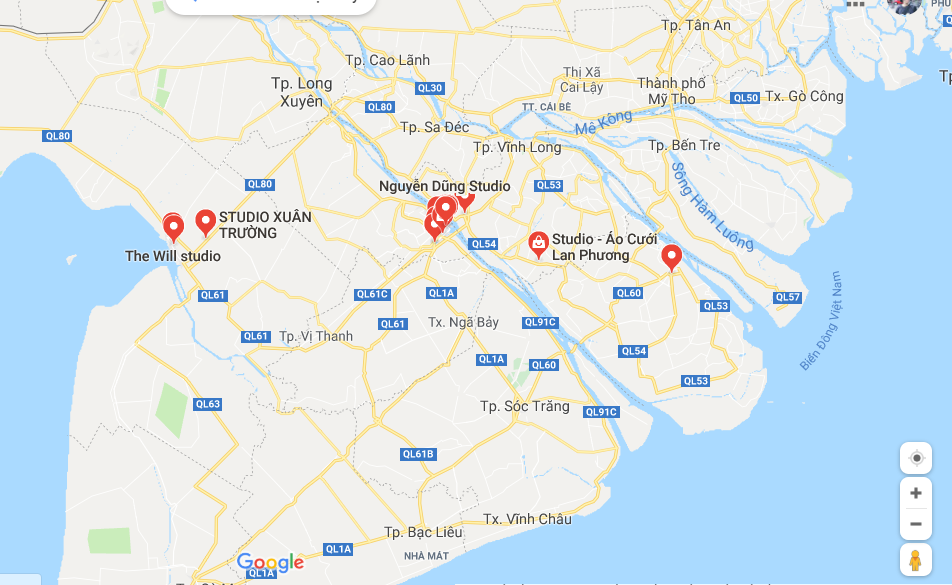 Tp. Tân An
Tp. Cao Lãnh
Thị Xã
Cai Lậy
Tp. Long
Xuyên
QL30
Thành phố
Mỹ Tho
QL50
Tx. Gò Công
QL80
TT. CÁI BÈ
QL80
Tp. Sa Đéc
Mê Kông
Tp. Vĩnh Long
Tp. Bến Tre
QL80
Nguyễn Dũng Studio
QL53
Sông Hàm Luông
STUDIO XUÂN
TRƯỜNG
The Will studio
QL54
Studio - Áo Cưới
Lan Phương
QL61
QL61C
QL1A
QL60
QL53
QL57
Biển Đông Việt Nam
QL61
Tp. Vị Thanh
QL61
Tx. Ngã Bảy
QL91C
QL1A
QL60
QL54
QL53
QL63
Tp. Sóc Trăng
QL91C
QL61B
Tx. Vĩnh Châu
Tp. Bạc Liêu
QL1A
NHÀ MÁT
Google
QL1A